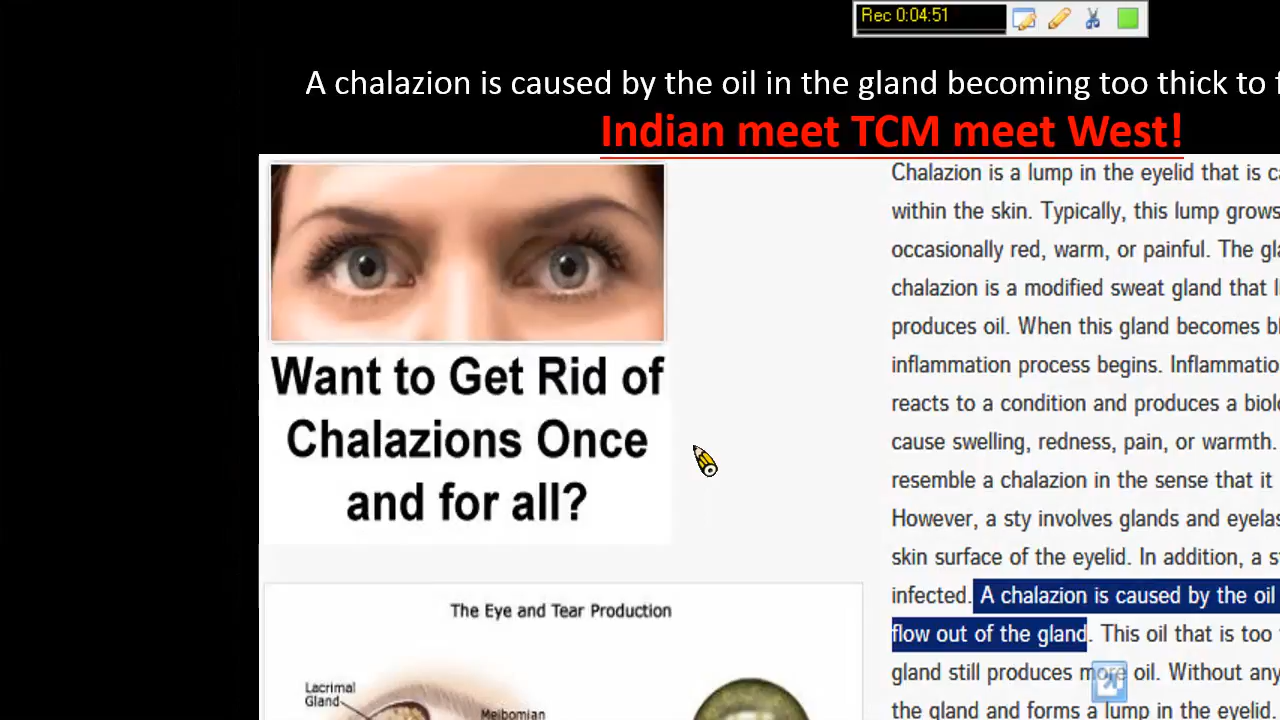 Rec 0:04:51
A chalazion is caused by the oil in the gland becoming too thick to
Indian meet TCM meet West!
Want to Get Rid of
Chalazions Once
and for all?
The Eye and Tear Production
Lacrimal
Gland
Meibomian
Chalazion is a lump in the eyelid that is
within the skin. Typically, this lump grows
occasionally red, warm, or painful. The
chalazion is a modified sweat gland that
produces oil. When this gland becomes
inflammation process begins.
reacts to a condition and produces a
cause swelling, redness, pain, or warmth.
resemble a chalazion in the sense that it
However, a sty involves glands and
skin surface of the eyelid. In addition, a
infected. A chalazion is caused by the oil
flow out of the gland. This oil that is too
gland still produces more oil. Without any
the gland and forms a lump in the eyelid.